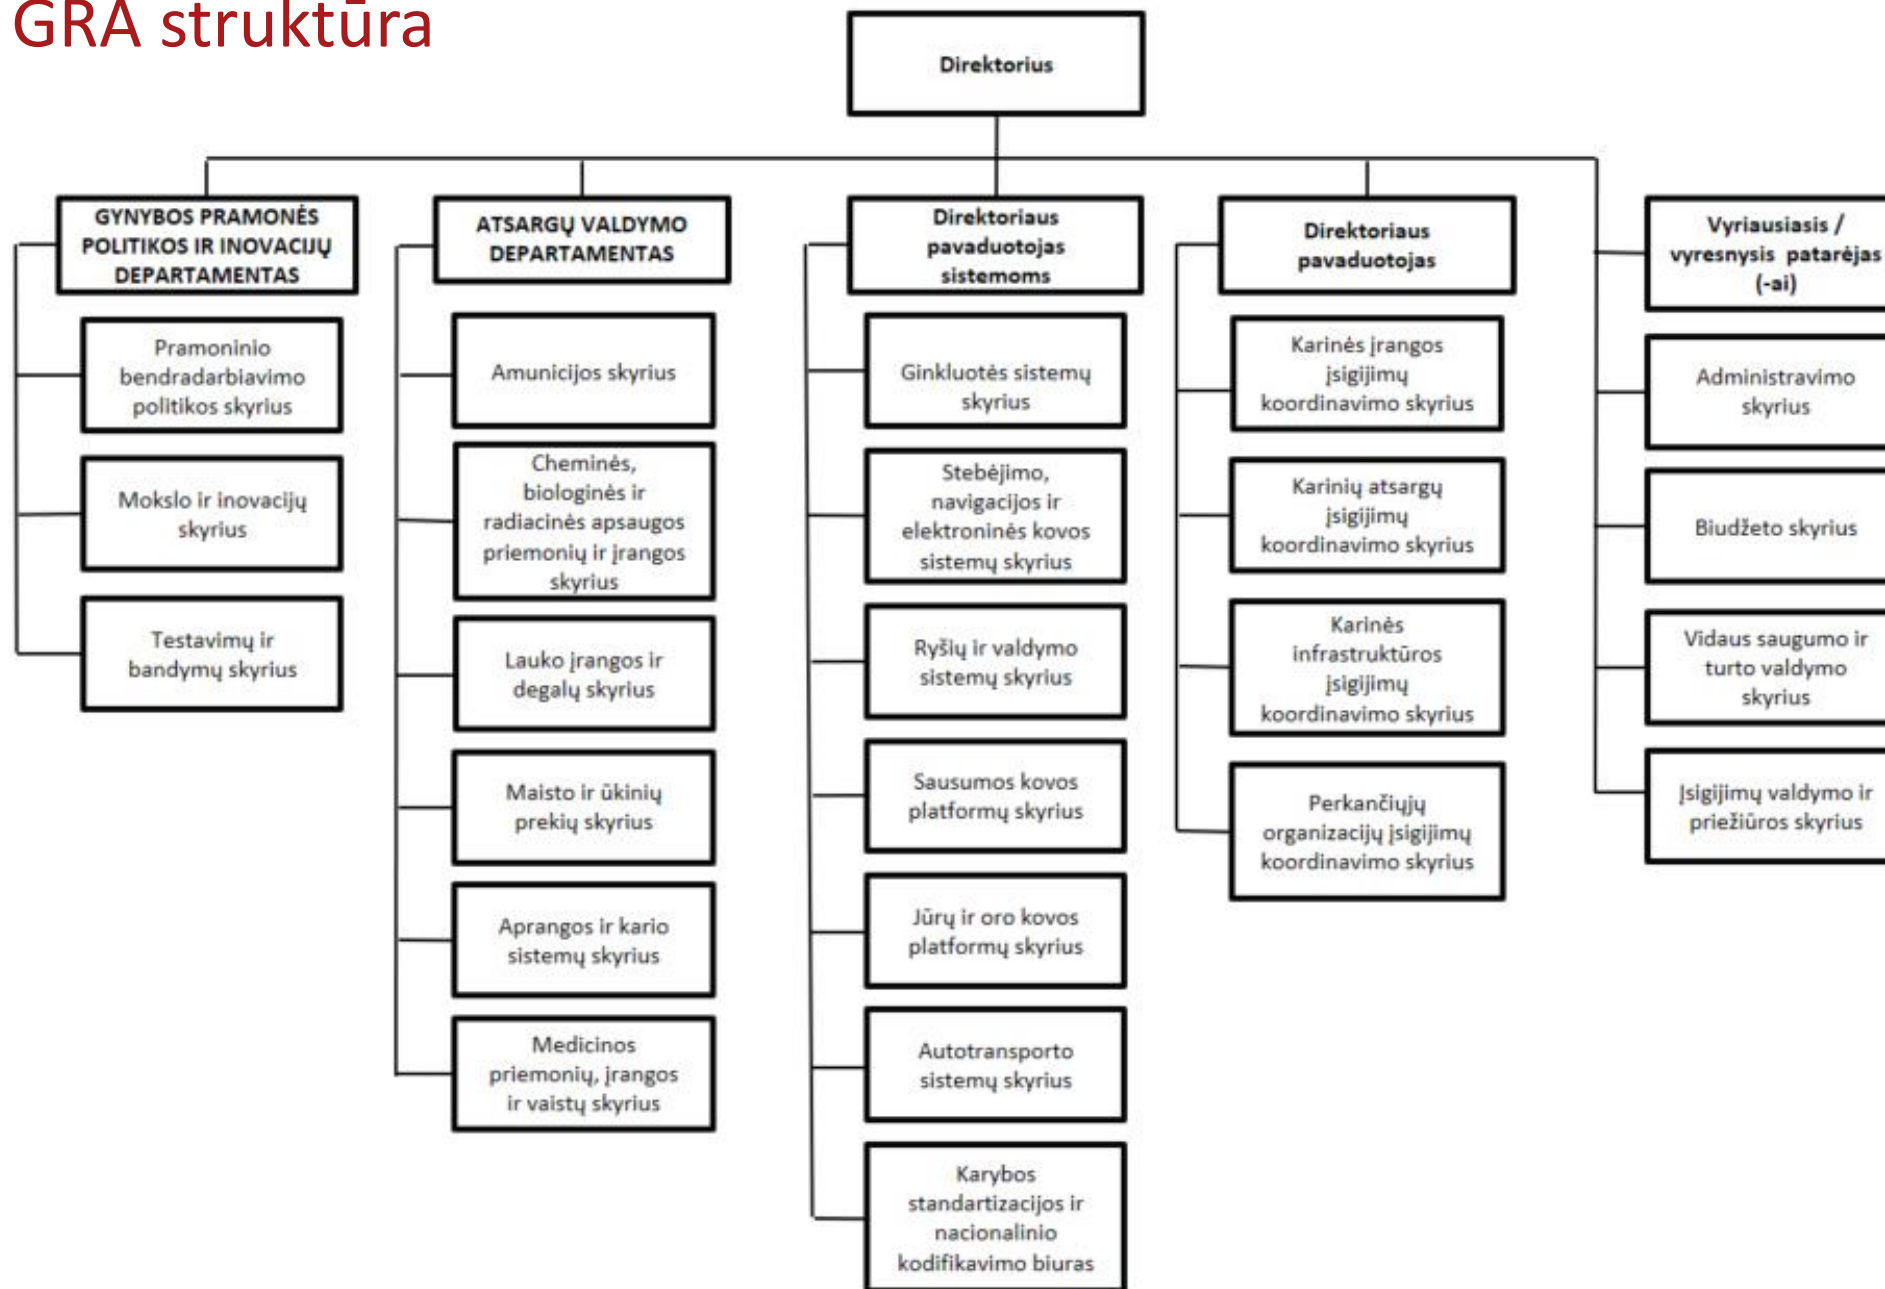 GRA struktūra
Direktorius
GYNYBOS PRAMONĖS
POLITIKOS IR INOVACIJŲ
DEPARTAMENTAS
Pramoninio
bendradarbiavimo
politikos skyrius
Mokslo ir inovacijų
skyrius
Testavimų ir
bandymų skyrius
ATSARGŲ VALDYMO
DEPARTAMENTAS
Amunicijos skyrius
Cheminės,
biologinės ir
radiacinės apsaugos
priemonių ir įrangos
skyrius
Lauko įrangos ir
degalų skyrius
Maisto ir ūkinių
prekių skyrius
Aprangos ir kario
sistemų skyrius
Medicinos
priemonių, įrangos
ir vaistų skyrius
Direktoriaus
pavaduotojas
sistemoms
Ginkluotės sistemų
skyrius
Stebėjimo,
navigacijos ir
elektroninės kovos
sistemų skyrius
Ryšių ir valdymo
sistemų skyrius
Sausumos kovos
platformų skyrius
Jūrų ir oro kovos
platformų skyrius
Autotransporto
sistemų skyrius
Karybos
standartizacijos ir
nacionalinio
kodifikavimo biuras
Direktoriaus
pavaduotojas
Karinės įrangos
įsigijimų
koordinavimo skyrius
Karinių atsargų
įsigijimų
koordinavimo skyrius
Karinės
infrastruktūros
įsigijimų
koordinavimo skyrius
Perkančiųjų
organizacijų įsigijimų
koordinavimo skyrius
Vyriausiasis /
vyresnysis patarėjas
(-ai)
Administravimo
skyrius
Biudžeto skyrius
Vidaus saugumo ir
turto valdymo
skyrius
Įsigijimų valdymo ir
priežiūros skyrius